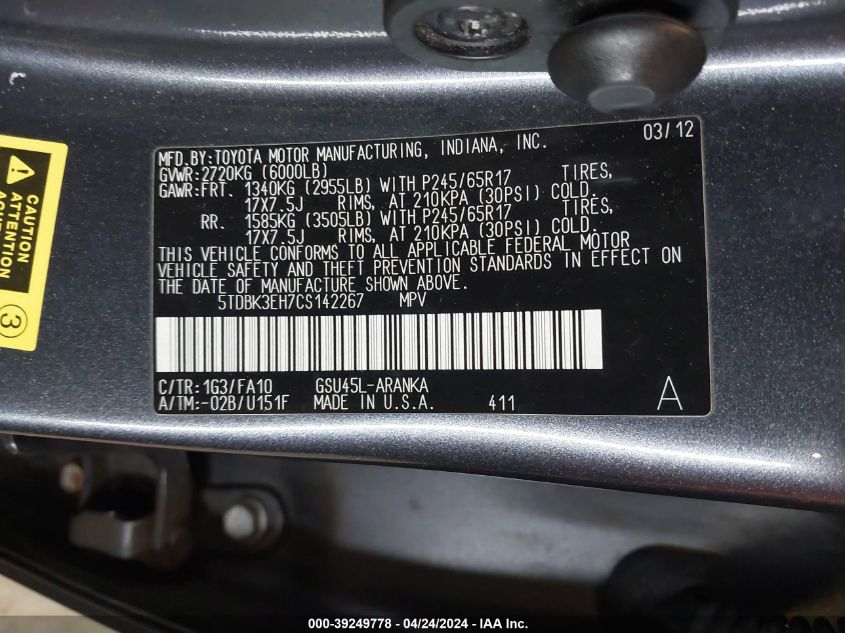 03/12
MFD.BY:TOYOTA MOTOR MANUFACTURING, INDIANA, INC.
GVWR:2720KG (6000LB)
GAWR:FRT. 1340KG (2955LB) WITH P245/65R17 TIRES,
17X7.5J RIMS, AT 210KPA (30PSI) COLD.
RR. 1585KG (3505LB) WITH P245/65R17 TIRES,
17X7.5J RIMS, AT 210KPA (30PSI) COLD.
THIS VEHICLE CONFORMS TO ALL APPLICABLE FEDERAL MOTOR
VEHICLE SAFETY AND THEFT PREVENTION STANDARDS IN EFFECT ON
THE DATE OF MANUFACTURE SHOWN ABOVE.
5TDBK3EH7CS142267 MPV
C/TR:1G3/FA10 GSU45L-ARANKA
A/TM:-02B/U151F MADE IN U.S.A. 411 A
CAUTION
ATTENTION
3
000-39249778 - 04/24/2024 - IAA Inc.